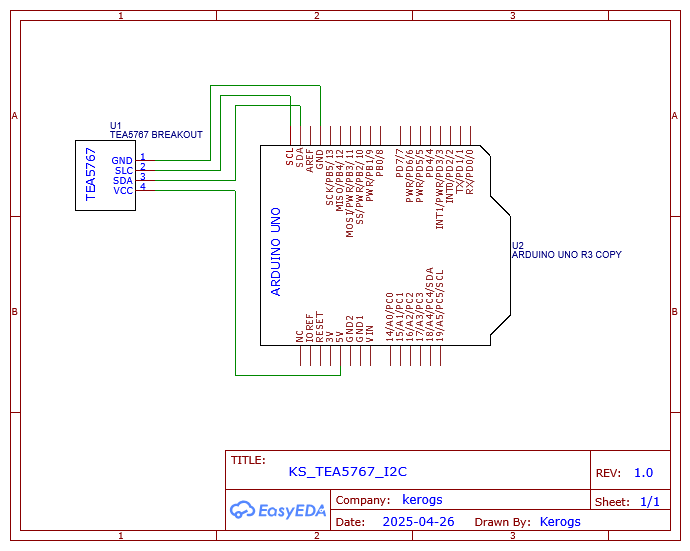 1 2 3
A A
U1
TEA5767 BREAKOUT
TEA5767
GND 1
SLC 2
SDA 3
VCC 4
SCL
SDA
AREF
GND
SCK/PB5/13
MISO/PB4/12
MOSI/PWR/PB3/11
SS/PWR/PB2/10
PWR/PB1/9
PB0/8
PD7/7
PWR/PD6/6
PWR/PD5/5
PD4/4
INT1/PWR/PD3/3
INT0/PD2/2
TX/PD1/1
RX/PD0/0
ARDUINO UNO
U2
ARDUINO UNO R3 COPY
B B
NC
IOREF
RESET
3V
5V
GND2
GND1
VIN
14/A0/PC0
15/A1/PC1
16/A2/PC2
17/A3/PC3
18/A4/PC4/SDA
19/A5/PC5/SCL
TITLE:
KS_TEA5767_I2C
REV: 1.0
EasyEDA
Company: kerogs
Sheet: 1/1
Date: 2025-04-26 Drawn By: Kerogs
1 2 3